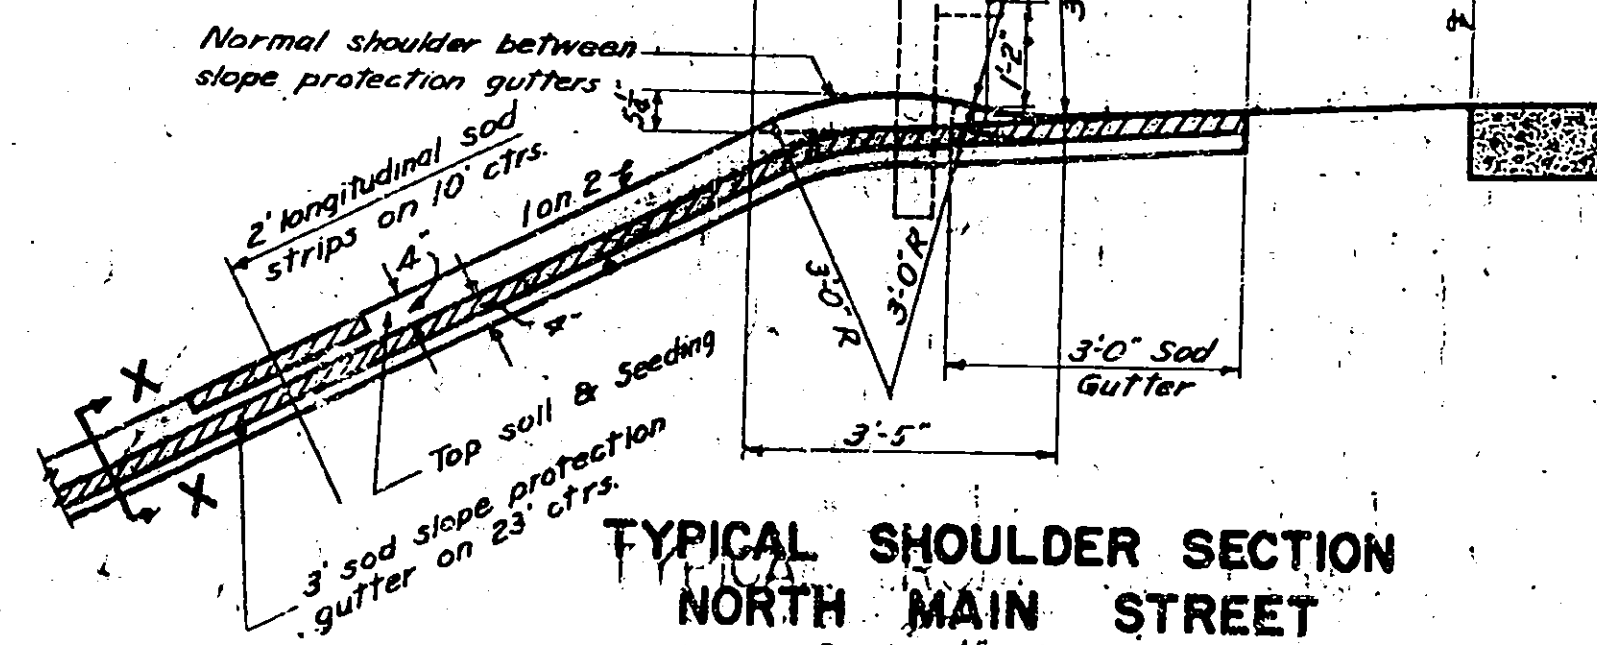 Normal shoulder between
slope protection gutters
2' longitudinal sod
strips on 10' ctrs.
1 on 2
4"
4"
1'-2"
3'-0" R
3'-0" R
3'-0" Sod
Gutter
3'-5"
X
X
Top soil & Seeding
3' sod slope protection
gutter on 23' ctrs.
TYPICAL SHOULDER SECTION
NORTH MAIN STREET